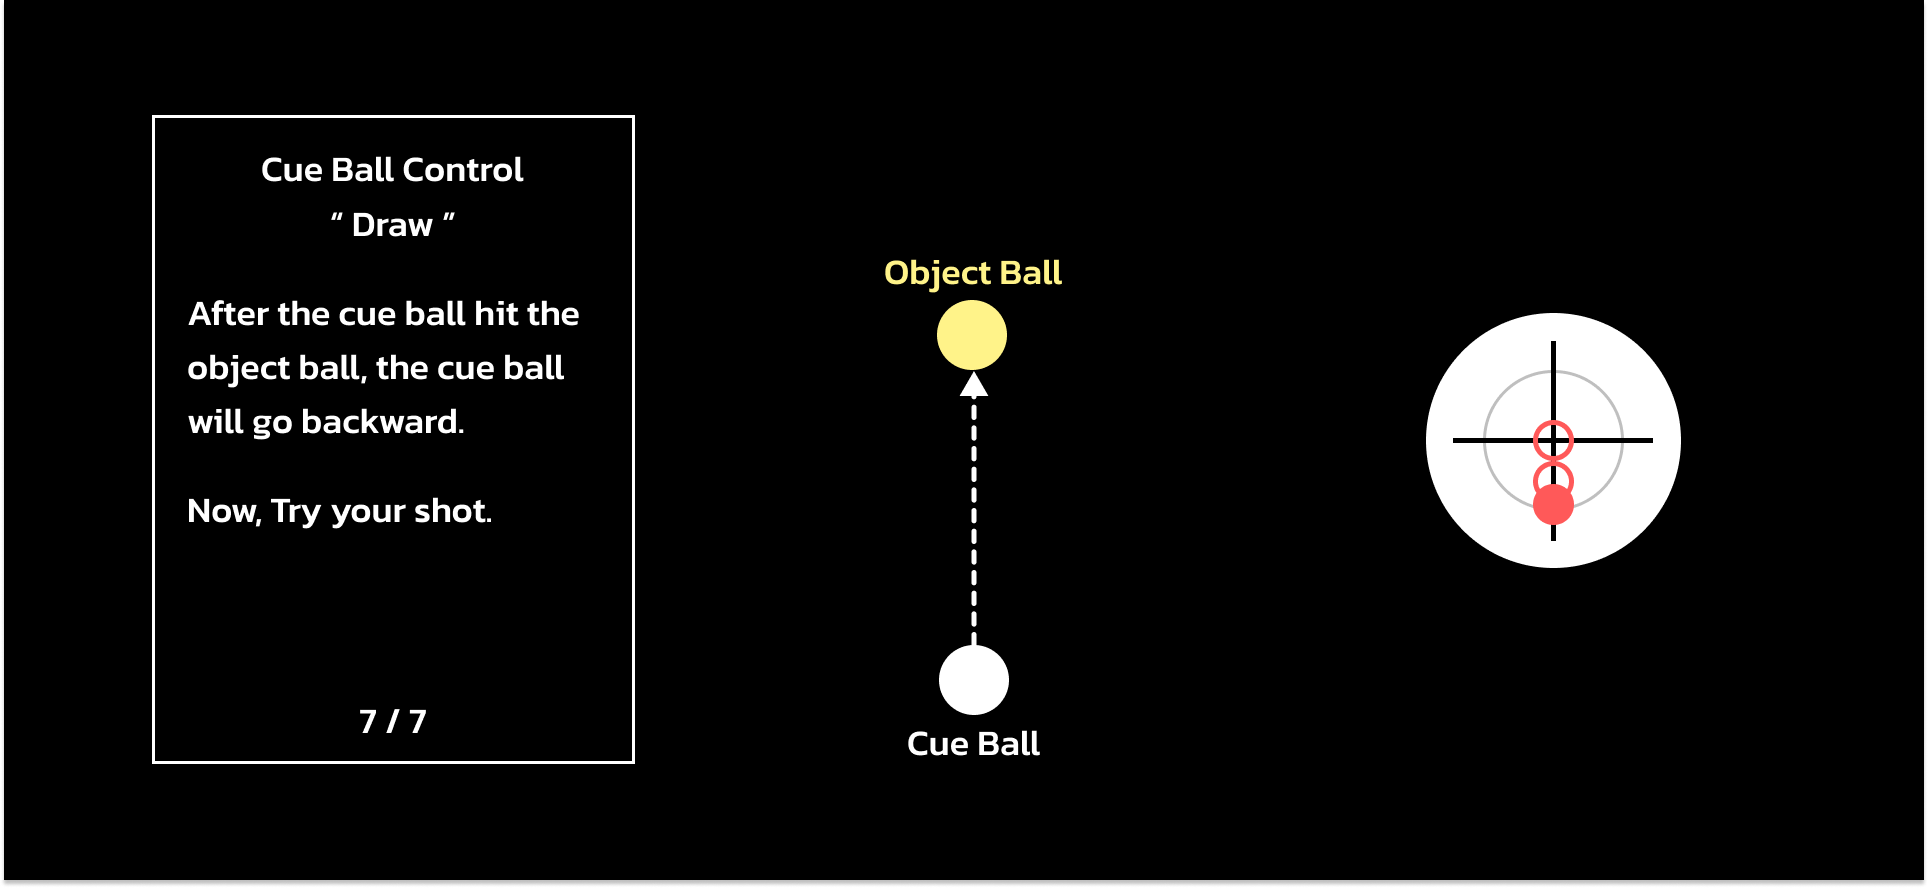 Cue Ball Control
“ Draw ”
After the cue ball hit the
object ball, the cue ball
will go backward.
Now, Try your shot.
7 / 7
Object Ball
Cue Ball